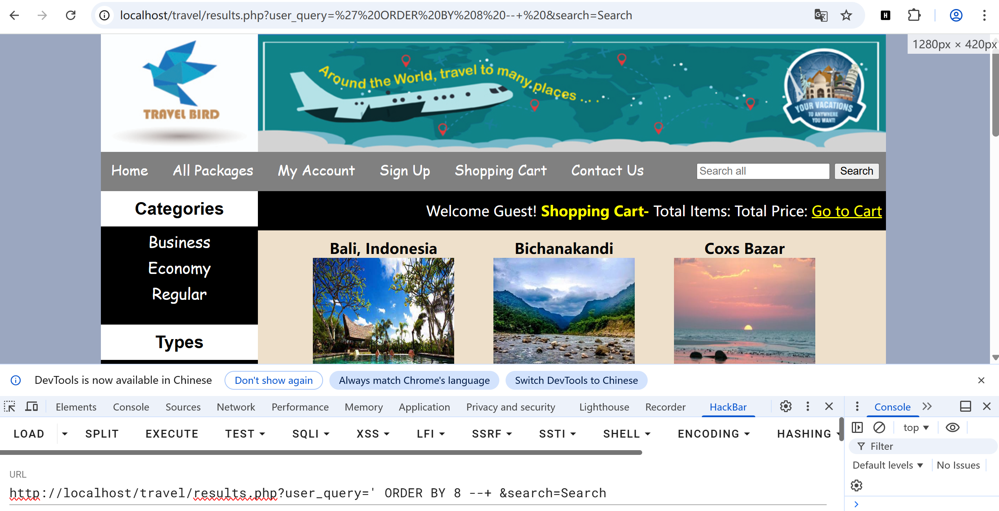 localhost/travel/results.php?user_query=%27%20ORDER%20BY%208%20--+%20&search=Search
1280px × 420px
TRAVEL BIRD
Around the World, travel to many places . . . .
YOUR VACATIONS
TO ANYWHERE
YOU WANT!
Home All Packages My Account Sign Up Shopping Cart Contact Us Search all Search
Categories
Welcome Guest! Shopping Cart- Total Items: Total Price: Go to Cart
Business
Economy
Regular
Types
Bali, Indonesia Bichanakandi Coxs Bazar
DevTools is now available in Chinese Don't show again Always match Chrome's language Switch DevTools to Chinese
Elements Console Sources Network Performance Memory Application Privacy and security Lighthouse Recorder HackBar Console
LOAD SPLIT EXECUTE TEST SQLI XSS LFI SSRF SSTI SHELL ENCODING HASHING
top
Filter
Default levels No Issues
URL
http://localhost/travel/results.php?user_query=' ORDER BY 8 --+ &search=Search